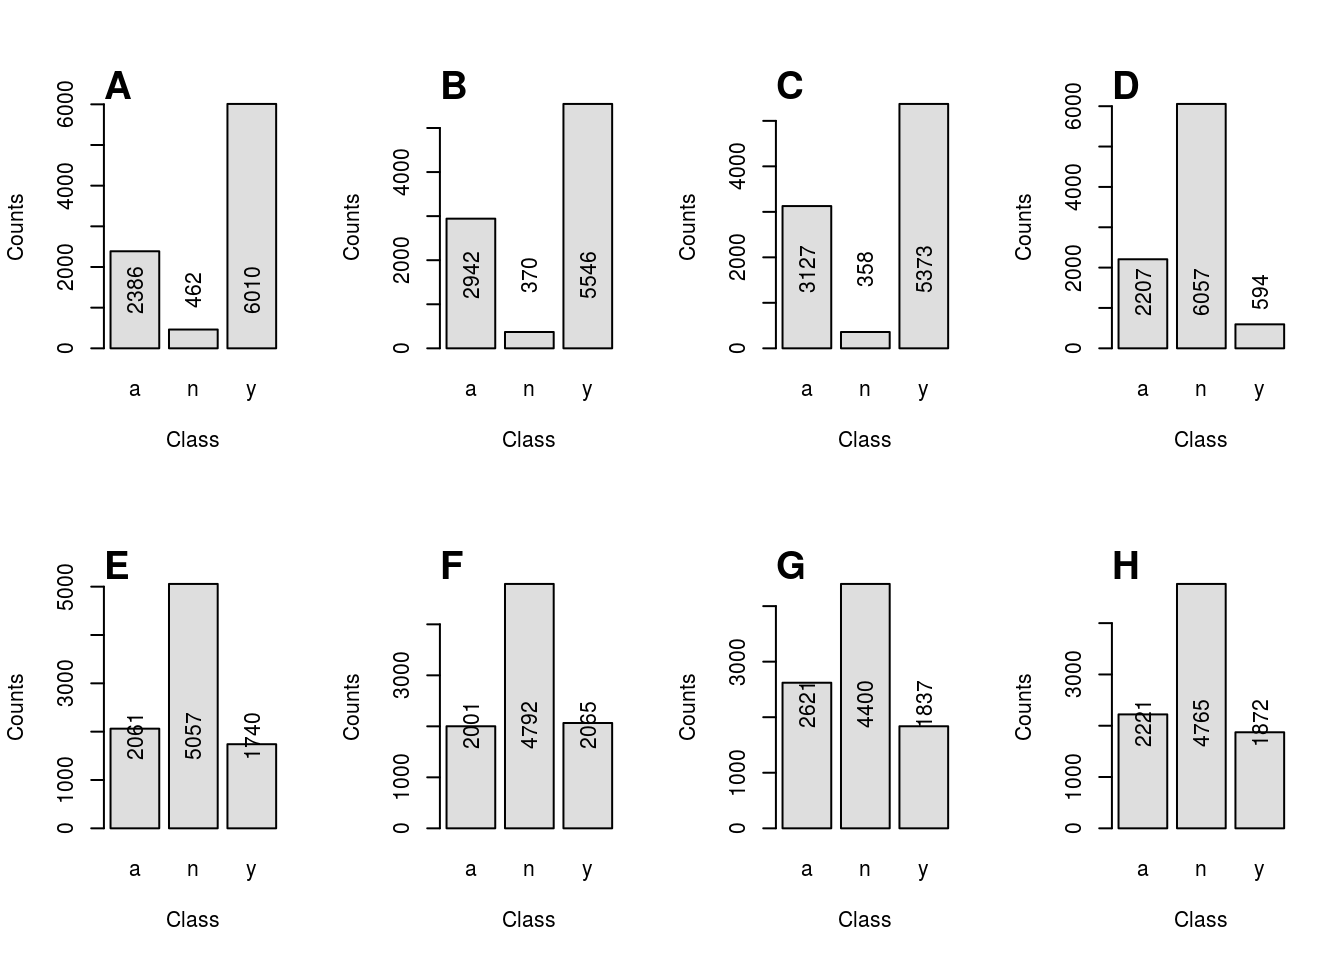 A
Counts
0
2000
4000
6000
2386
462
6010
a n y
Class
B
Counts
0
2000
4000
2942
370
5546
a n y
Class
C
Counts
0
2000
4000
3127
358
5373
a n y
Class
D
Counts
0
2000
4000
6000
2207
6057
594
a n y
Class
E
Counts
0
1000
3000
5000
2061
5057
1740
a n y
Class
F
Counts
0
1000
3000
2001
4792
2065
a n y
Class
G
Counts
0
1000
3000
2621
4400
1837
a n y
Class
H
Counts
0
1000
3000
2221
4765
1872
a n y
Class